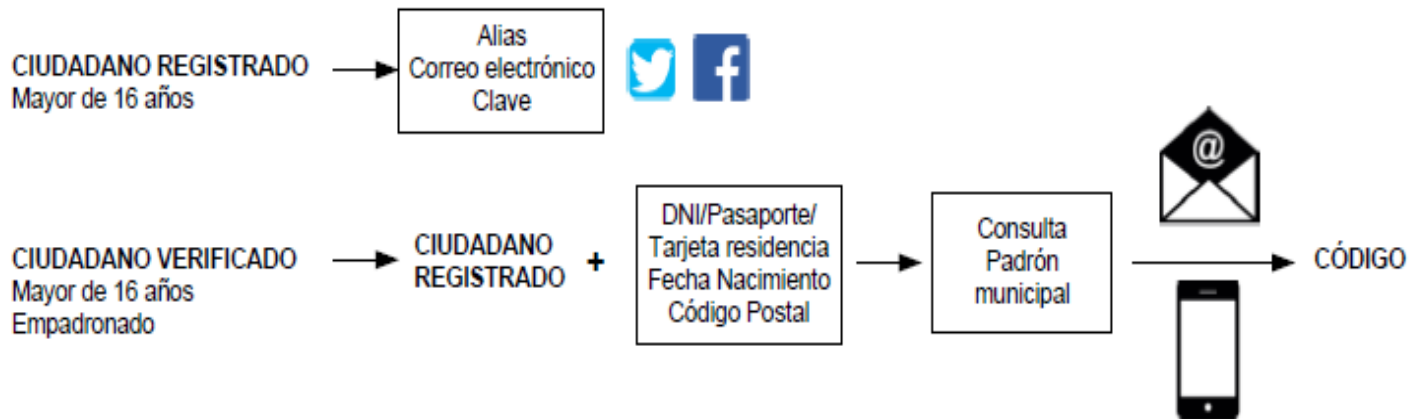 CIUDADANO REGISTRADO
Mayor de 16 años
Alias
Correo electrónico
Clave
f
CIUDADANO VERIFICADO
Mayor de 16 años
Empadronado
CIUDADANO
REGISTRADO
+
DNI/Pasaporte/
Tarjeta residencia
Fecha Nacimiento
Código Postal
Consulta
Padrón
municipal
@
CÓDIGO